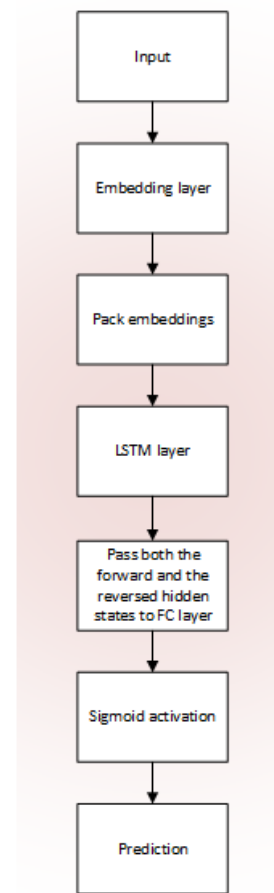 Input
Embedding layer
Pack embeddings
LSTM layer
Pass both the
forward and the
reversed hidden
states to FC layer
Sigmoid activation
Prediction